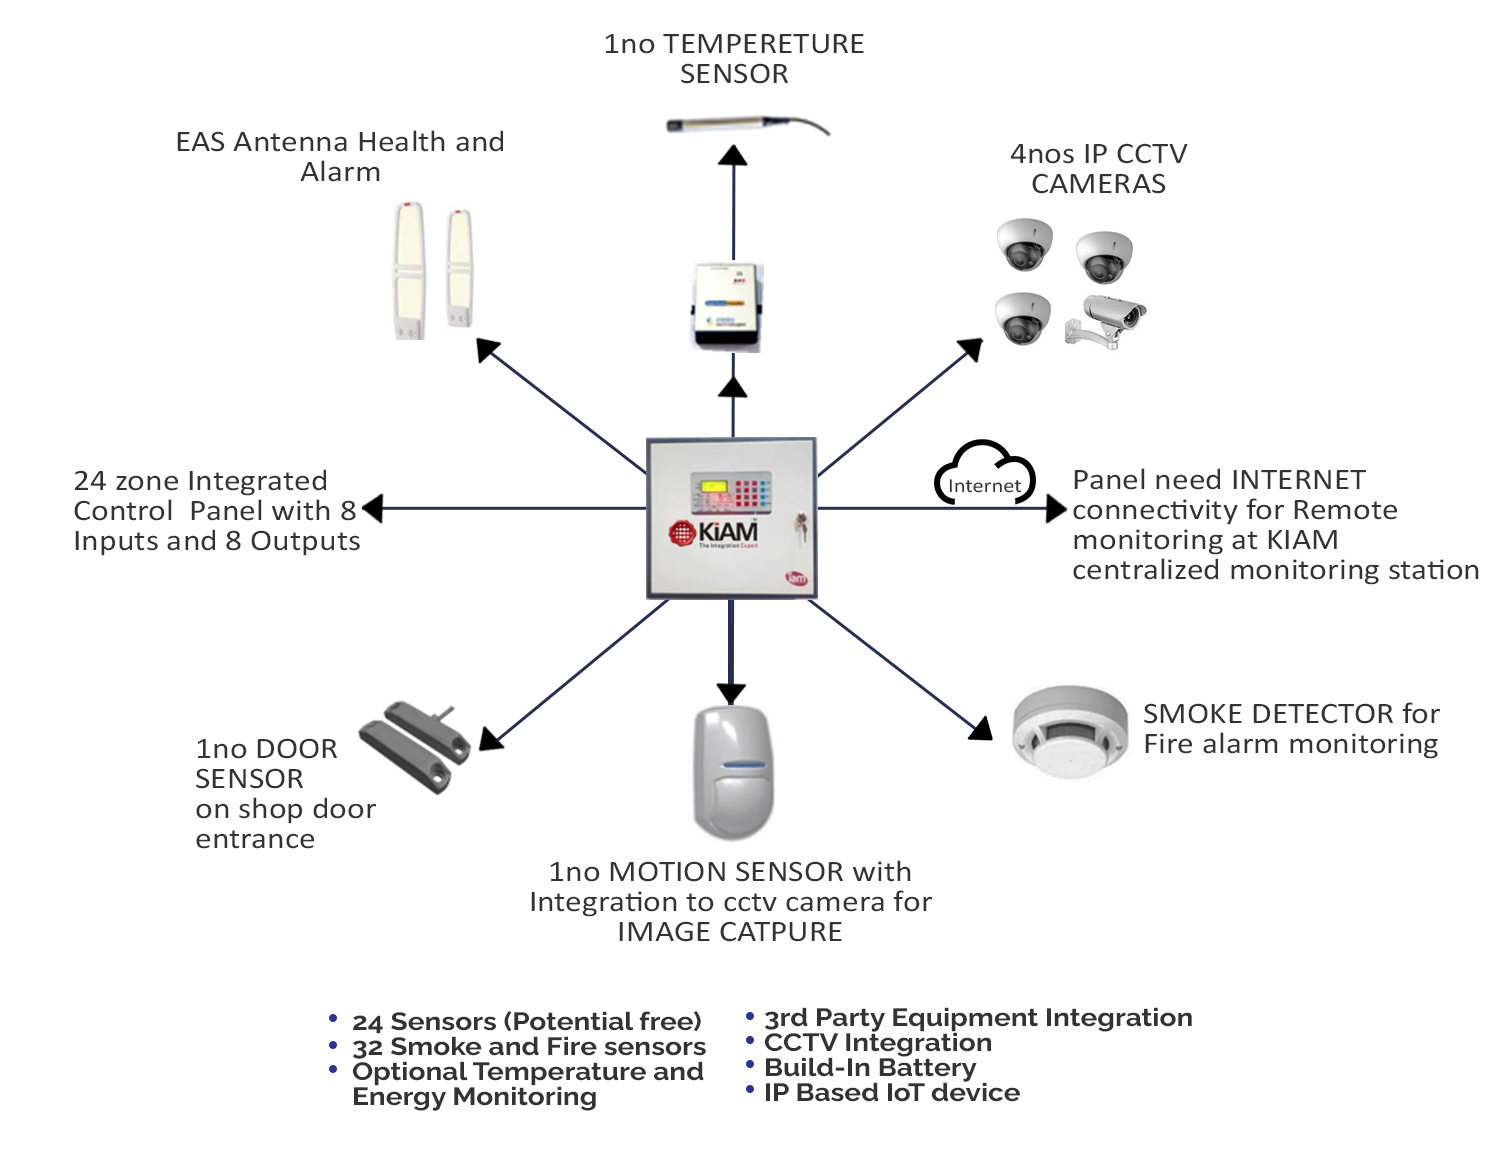 1no TEMPERETURE
SENSOR
EAS Antenna Health and
Alarm
4nos IP CCTV
CAMERAS
24 zone Integrated
Control Panel with 8
Inputs and 8 Outputs
KiAM
The Integration Expert
iam
Internet
Panel need INTERNET
connectivity for Remote
monitoring at KIAM
centralized monitoring station
1no DOOR
SENSOR
on shop door
entrance
SMOKE DETECTOR for
Fire alarm monitoring
1no MOTION SENSOR with
Integration to cctv camera for
IMAGE CATPURE
• 24 Sensors (Potential free)
• 32 Smoke and Fire sensors
• Optional Temperature and
Energy Monitoring
• 3rd Party Equipment Integration
• CCTV Integration
• Build-In Battery
• IP Based IoT device